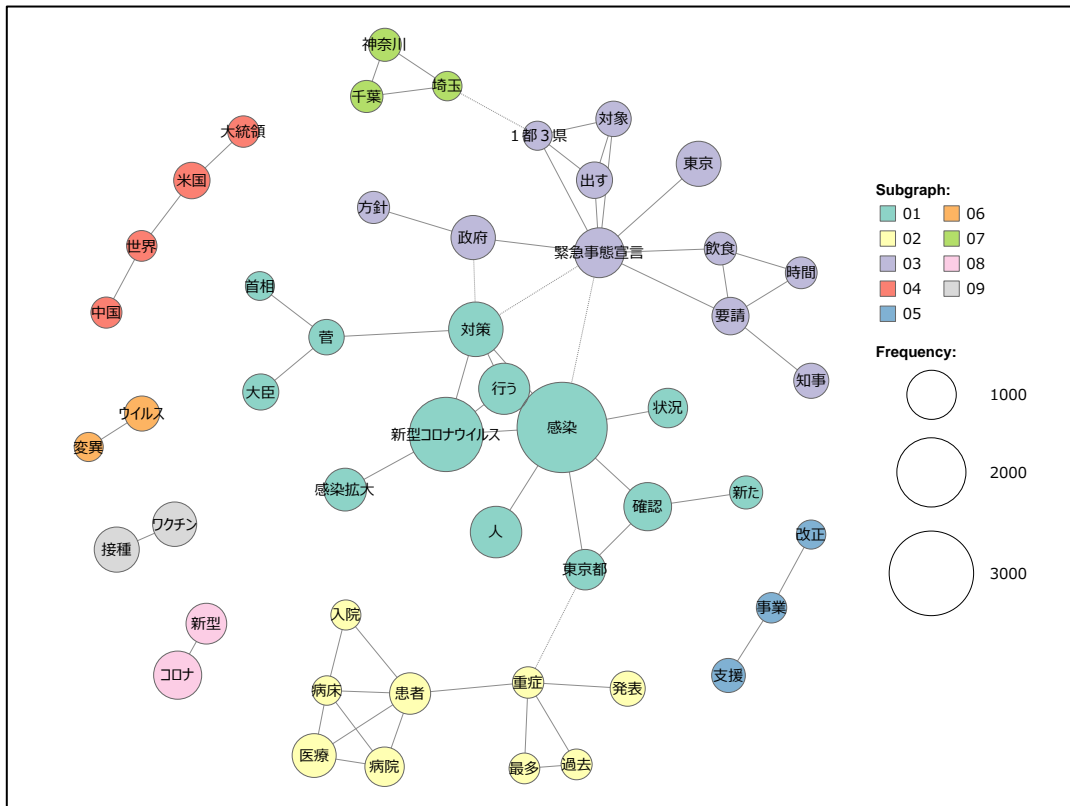 神奈川
千葉
埼玉
大統領
米国
世界
中国
1都3県
対象
出す
東京
方針
政府
緊急事態宣言
飲食
時間
要請
知事
首相
菅
大臣
対策
行う
新型コロナウイルス
感染
状況
感染拡大
人
確認
新た
東京都
ウイルス
変異
ワクチン
接種
新型
コロナ
改正
事業
支援
入院
病床
患者
医療
病院
重症
発表
最多
過去
Subgraph:
01
06
02
07
03
08
04
09
05
Frequency:
1000
2000
3000